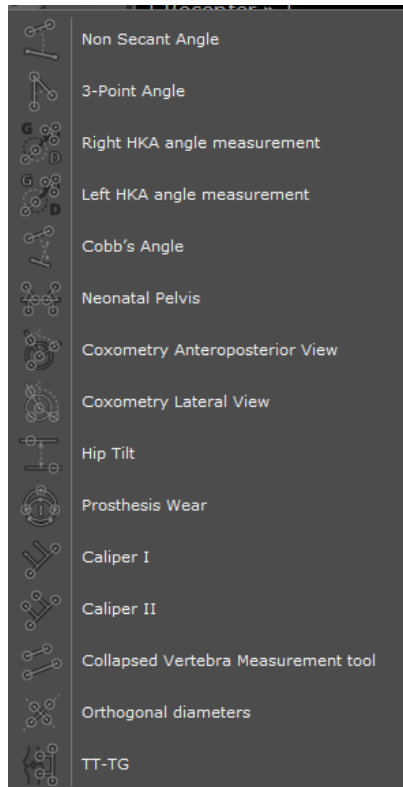 Non Secant Angle
3-Point Angle
G
D
Right HKA angle measurement
G
D
Left HKA angle measurement
Cobb's Angle
Neonatal Pelvis
Coxometry Anteroposterior View
Coxometry Lateral View
Hip Tilt
Prosthesis Wear
Caliper I
Caliper II
Collapsed Vertebra Measurement tool
Orthogonal diameters
TT-TG